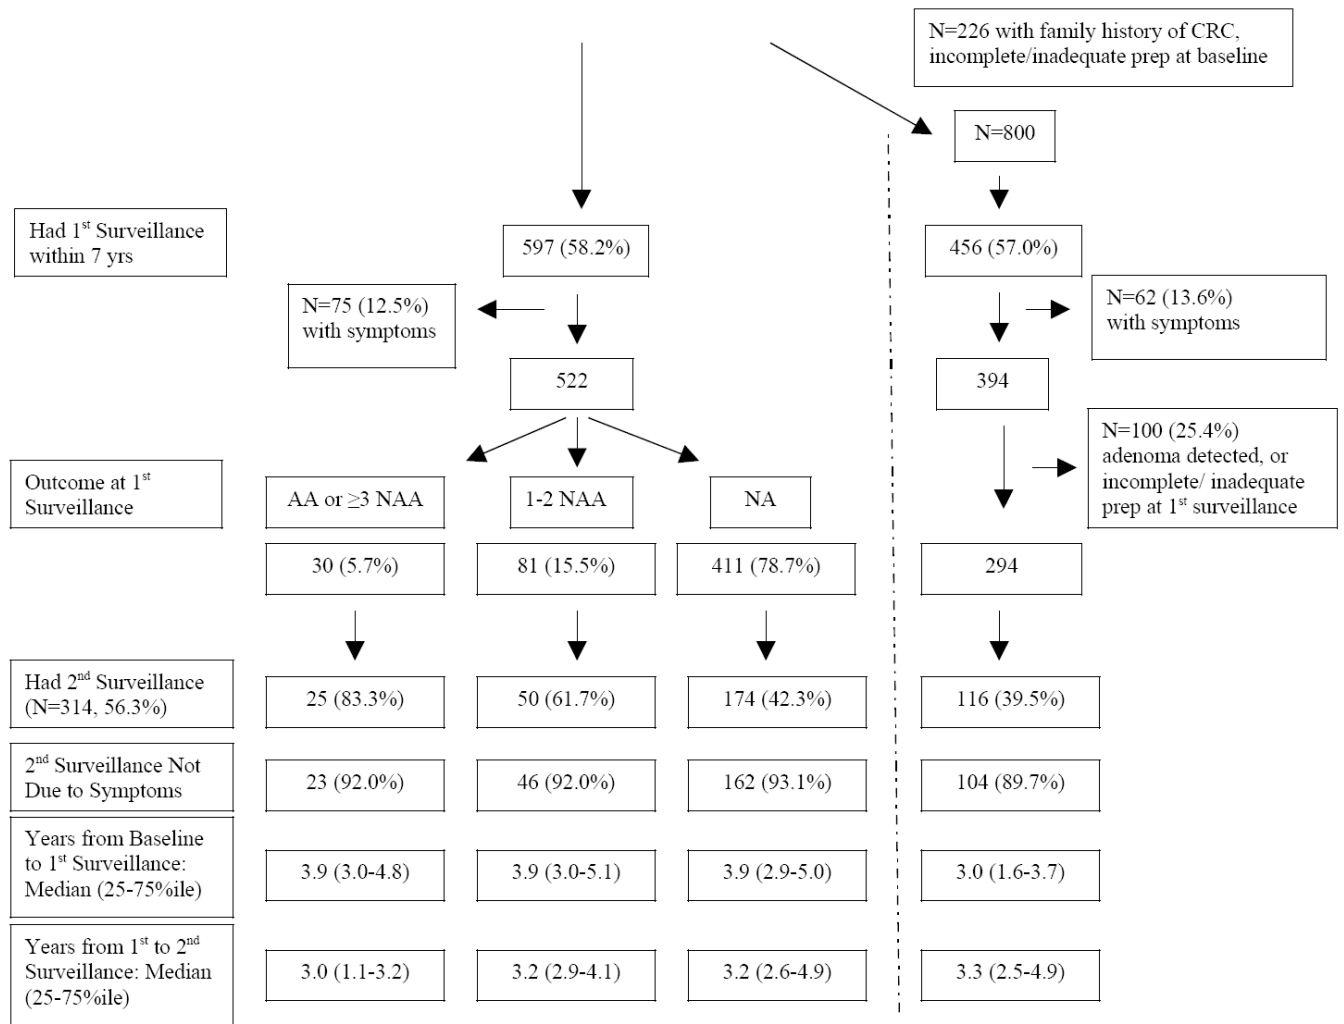 N=226 with family history of CRC,
incomplete/inadequate prep at baseline
N=800
Had 1st Surveillance
within 7 yrs
597 (58.2%)
456 (57.0%)
N=75 (12.5%)
with symptoms
N=62 (13.6%)
with symptoms
522
394
N=100 (25.4%)
adenoma detected, or
incomplete/ inadequate
prep at 1st surveillance
Outcome at 1st
Surveillance
AA or ≥3 NAA
1-2 NAA
NA
30 (5.7%)
81 (15.5%)
411 (78.7%)
294
Had 2nd Surveillance
(N=314, 56.3%)
25 (83.3%)
50 (61.7%)
174 (42.3%)
116 (39.5%)
2nd Surveillance Not
Due to Symptoms
23 (92.0%)
46 (92.0%)
162 (93.1%)
104 (89.7%)
Years from Baseline
to 1st Surveillance:
Median (25-75%ile)
3.9 (3.0-4.8)
3.9 (3.0-5.1)
3.9 (2.9-5.0)
3.0 (1.6-3.7)
Years from 1st to 2nd
Surveillance: Median
(25-75%ile)
3.0 (1.1-3.2)
3.2 (2.9-4.1)
3.2 (2.6-4.9)
3.3 (2.5-4.9)